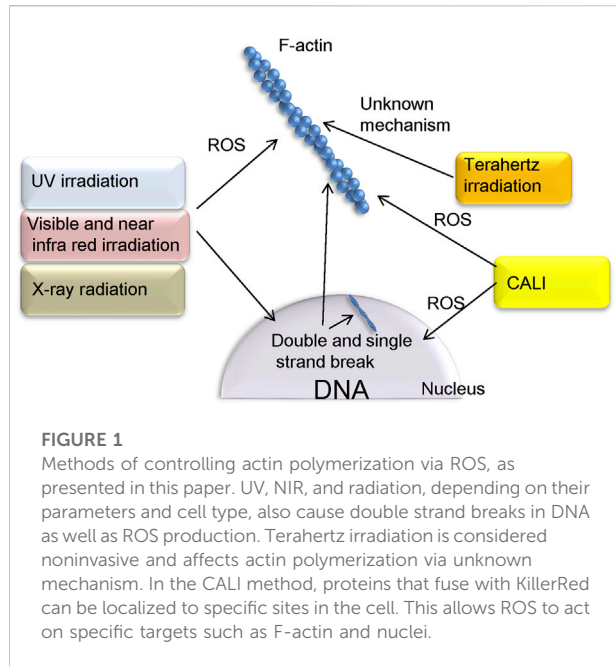 F-actin
Unknown
mechanism
ROS
UV irradiation
Terahertz
irradiation
Visible and near
infra red irradiation
ROS
X-ray radiation
CALI
ROS
Double and single
strand break
DNA
Nucleus
FIGURE 1
Methods of controlling actin polymerization via ROS, as
presented in this paper. UV, NIR, and radiation, depending on their
parameters and cell type, also cause double strand breaks in DNA
as well as ROS production. Terahertz irradiation is considered
noninvasive and affects actin polymerization via unknown
mechanism. In the CALI method, proteins that fuse with KillerRed
can be localized to specific sites in the cell. This allows ROS to act
on specific targets such as F-actin and nuclei.